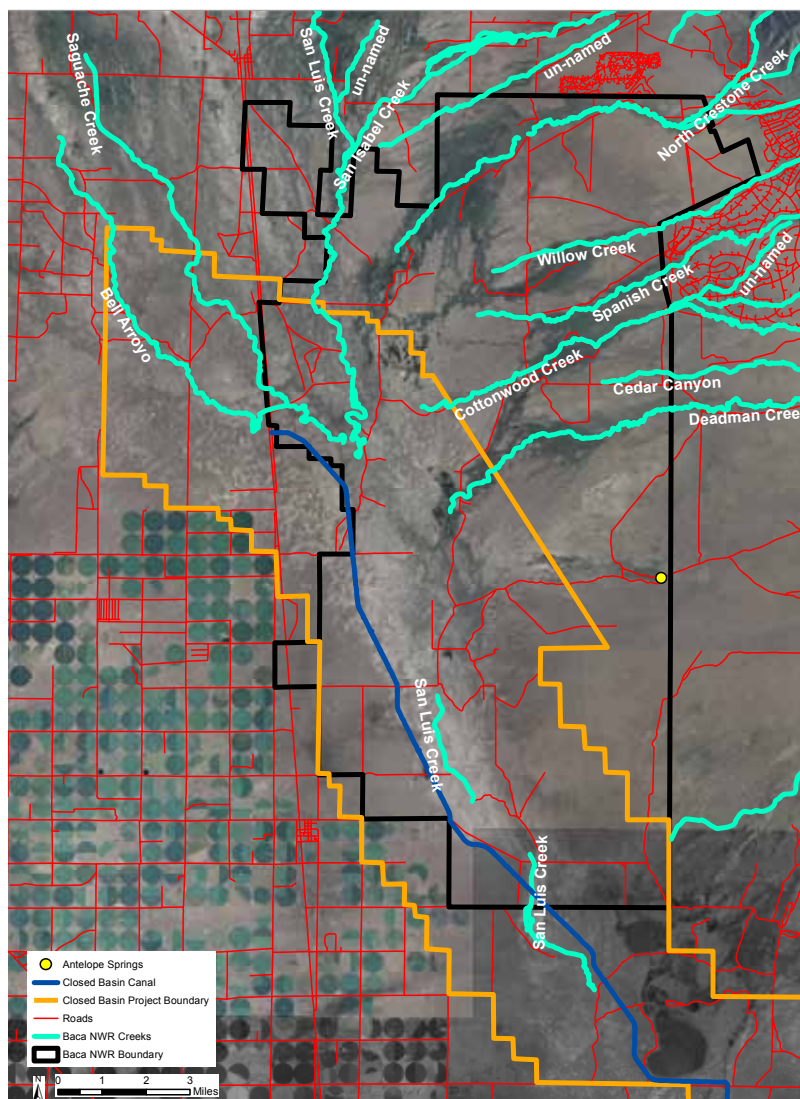 San Luis Creek
un-named
Saguache Creek
un-named
San Isabel Creek
North Crestone Creek
Willow Creek
Spanish Creek
un-named
Bell Arroyo
Cottonwood Creek
Cedar Canyon
Deadman Cree
San Luis Creek
San Luis Creek
Antelope Springs
Closed Basin Canal
Closed Basin Project Boundary
Roads
Baca NWR Creeks
Baca NWR Boundary
N
0 1 2 3
Miles